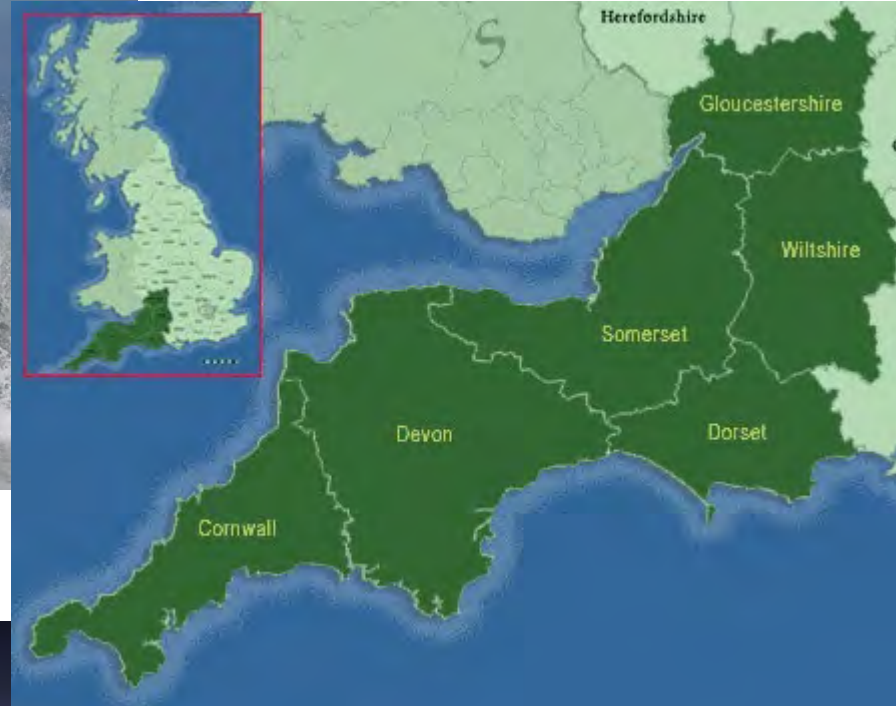 Herefordshire
S
Gloucestershire
Wiltshire
Somerset
Devon
Dorset
Cornwall